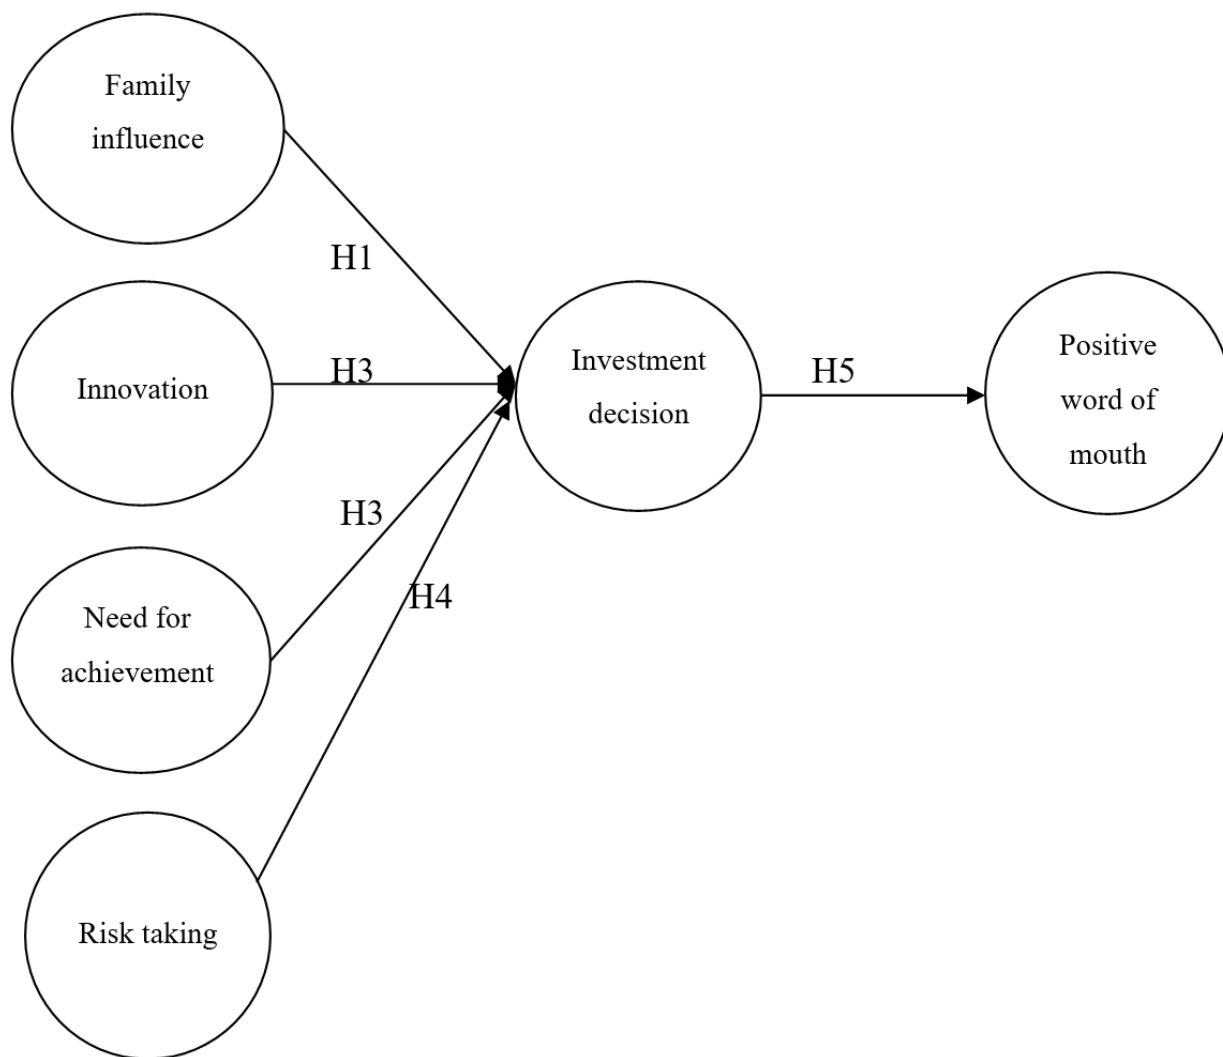 Family
influence
H1
Innovation
H3
Investment
decision
H5
Positive
word of
mouth
H3
Need for
achievement
H4
Risk taking